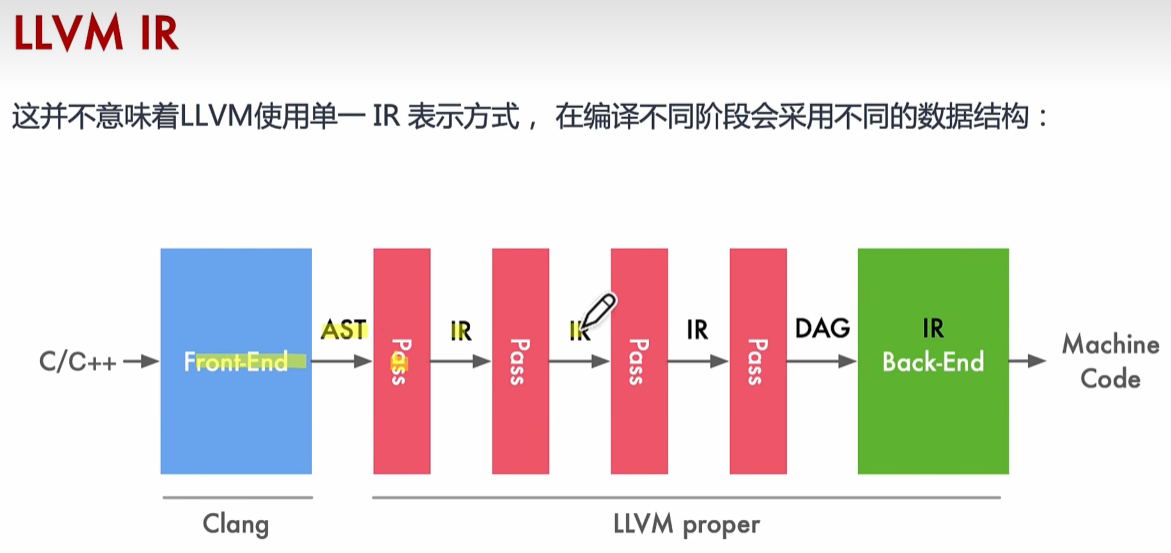 LLVM IR
这并不意味着LLVM使用单一 IR 表示方式， 在编译不同阶段会采用不同的数据结构：
C/C++
Front-End
AST
Pass
IR
Pass
IR
Pass
IR
Pass
DAG
IR
Back-End
Machine
Code
Clang
LLVM proper